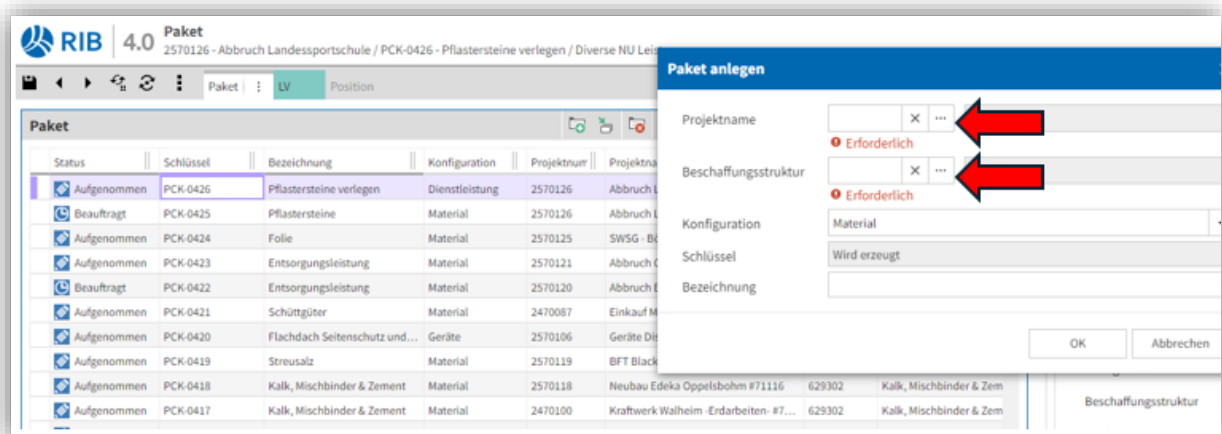 RIB 4.0 Paket
2570126 - Abbruch Landessportschule / PCK-0426 - Pflastersteine verlegen / Diverse NU Leis
Paket LV Position
Paket
Status Schlüssel Bezeichnung Konfiguration Projektnum Projektna
Aufgenommen PCK-0426 Pflastersteine verlegen Dienstleistung 2570126 Abbruch L
Beauftragt PCK-0425 Pflastersteine Material 2570126 Abbruch L
Aufgenommen PCK-0424 Folie Material 2570125 SWSG - Bö
Aufgenommen PCK-0423 Entsorgungsleistung Material 2570121 Abbruch
Beauftragt PCK-0422 Entsorgungsleistung Material 2570120 Abbruch
Aufgenommen PCK-0421 Schüttgüter Material 2470087 Einkauf M
Aufgenommen PCK-0420 Flachdach Seitenschutz und... Geräte 2570106 Geräte Dis
Aufgenommen PCK-0419 Streusalz Material 2570119 BFT Black
Aufgenommen PCK-0418 Kalk, Mischbinder & Zement Material 2570118 Neubau Edeka Oppelsbohm #71116 629302 Kalk, Mischbinder & Zem
Aufgenommen PCK-0417 Kalk, Mischbinder & Zement Material 2470100 Kraftwerk Walheim -Erdarbeiten- #7... 629302 Kalk, Mischbinder & Zem
Paket anlegen
Projektname
Erforderlich
Beschaffungsstruktur
Erforderlich
Konfiguration Material
Schlüssel Wird erzeugt
Bezeichnung
OK Abbrechen
Beschaffungsstruktur